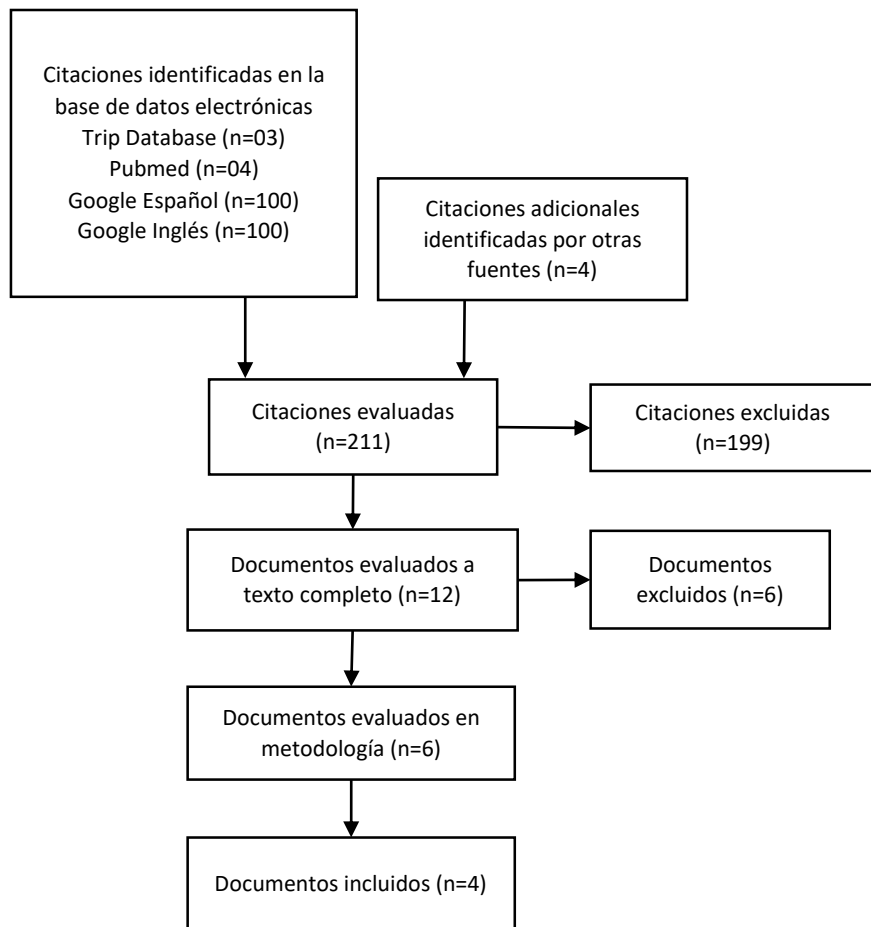 Citaciones identificadas en la
base de datos electrónicas
Trip Database (n=03)
Pubmed (n=04)
Google Español (n=100)
Google Inglés (n=100)
Citaciones adicionales
identificadas por otras
fuentes (n=4)
Citaciones evaluadas
(n=211)
Citaciones excluidas
(n=199)
Documentos evaluados a
texto completo (n=12)
Documentos
excluidos (n=6)
Documentos evaluados en
metodología (n=6)
Documentos incluidos (n=4)